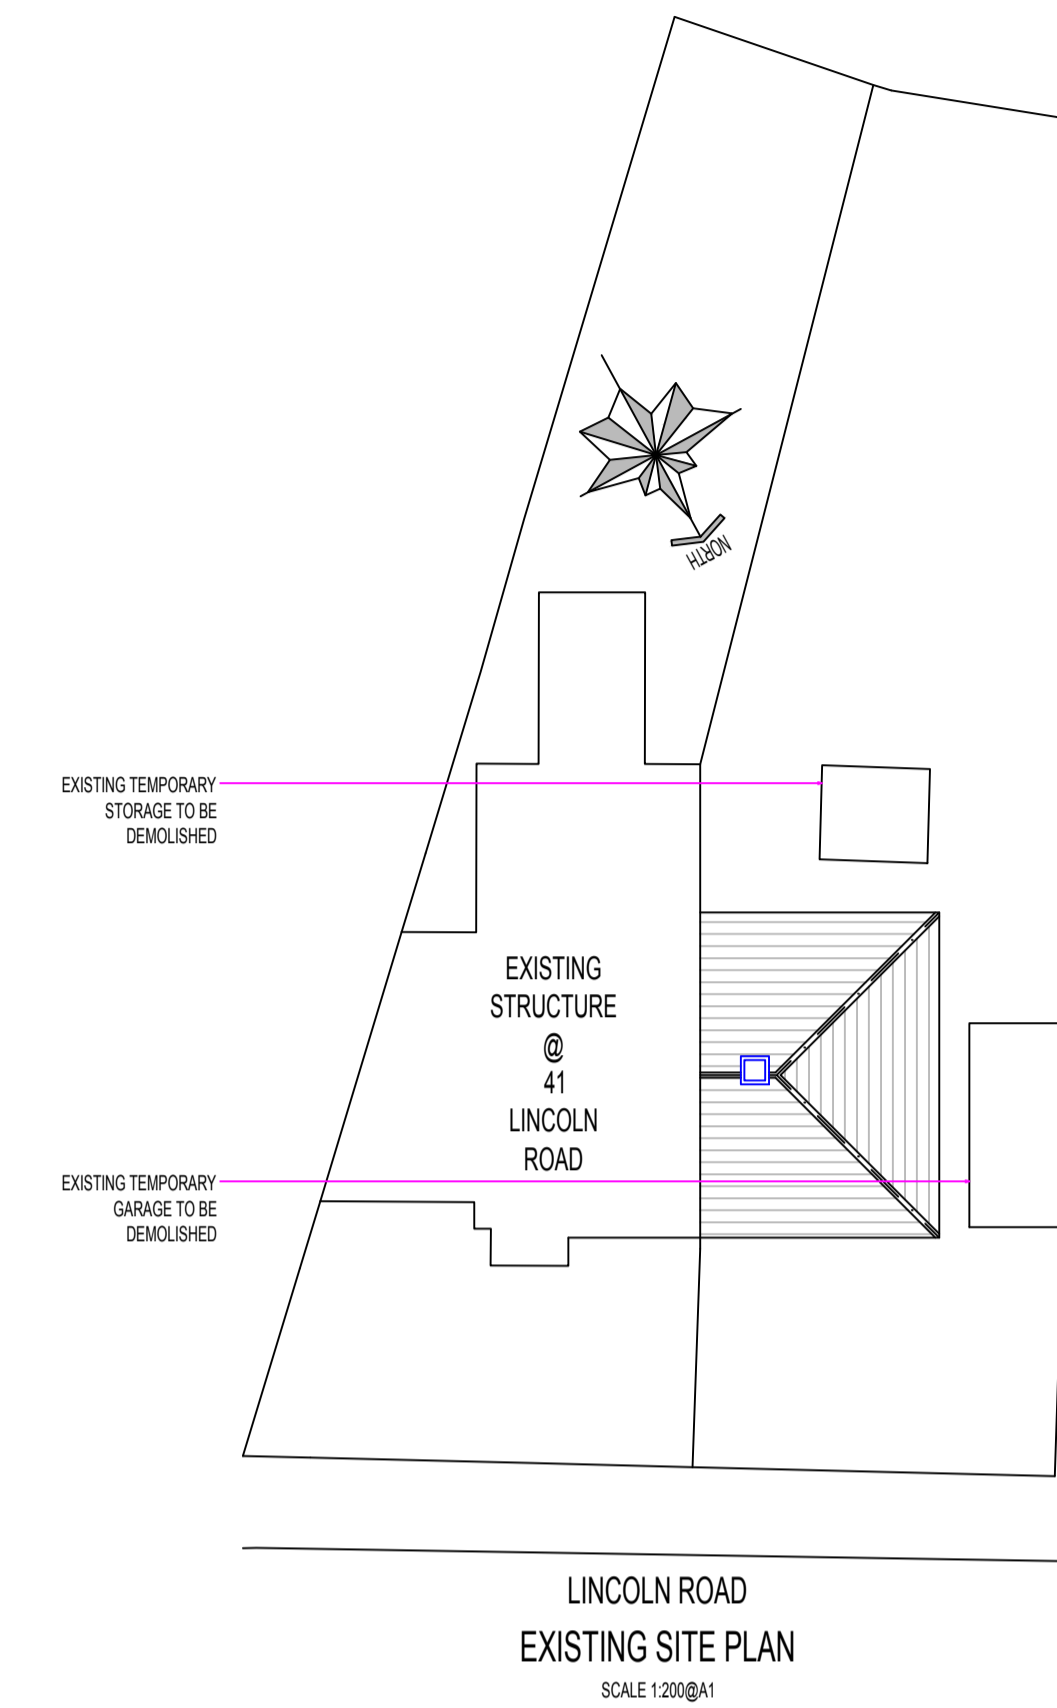 NORTH
EXISTING TEMPORARY
STORAGE TO BE
DEMOLISHED
EXISTING
STRUCTURE
@
41
LINCOLN
ROAD
EXISTING TEMPORARY
GARAGE TO BE
DEMOLISHED
LINCOLN ROAD
EXISTING SITE PLAN
SCALE 1:200@A1